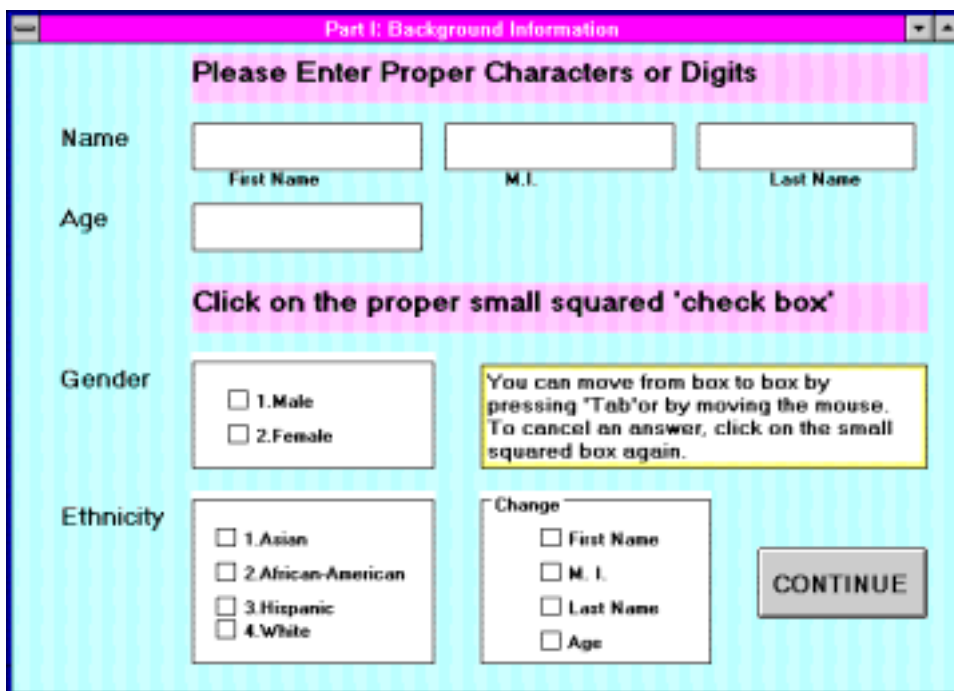 Part I: Background Information
Please Enter Proper Characters or Digits
Name
First Name
M.I.
Last Name
Age
Click on the proper small squared 'check box'
Gender
1.Male
2.Female
You can move from box to box by
pressing 'Tab'or by moving the mouse.
To cancel an answer, click on the small
squared box again.
Ethnicity
1.Asian
2.African-American
3.Hispanic
4.White
Change
First Name
M. I.
Last Name
Age
CONTINUE